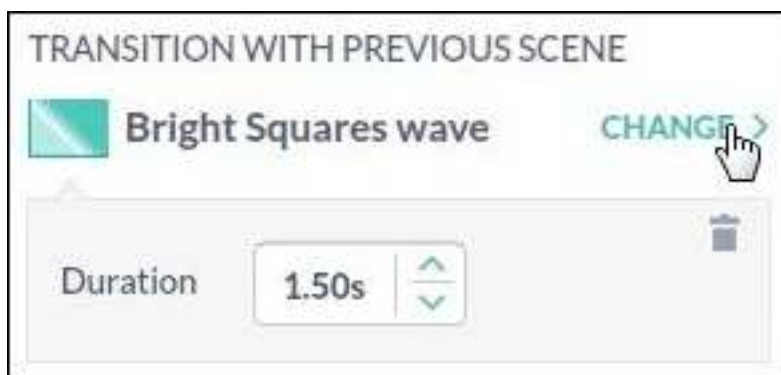 TRANSITION WITH PREVIOUS SCENE
Bright Squares wave CHANGE >
Duration 1.50s